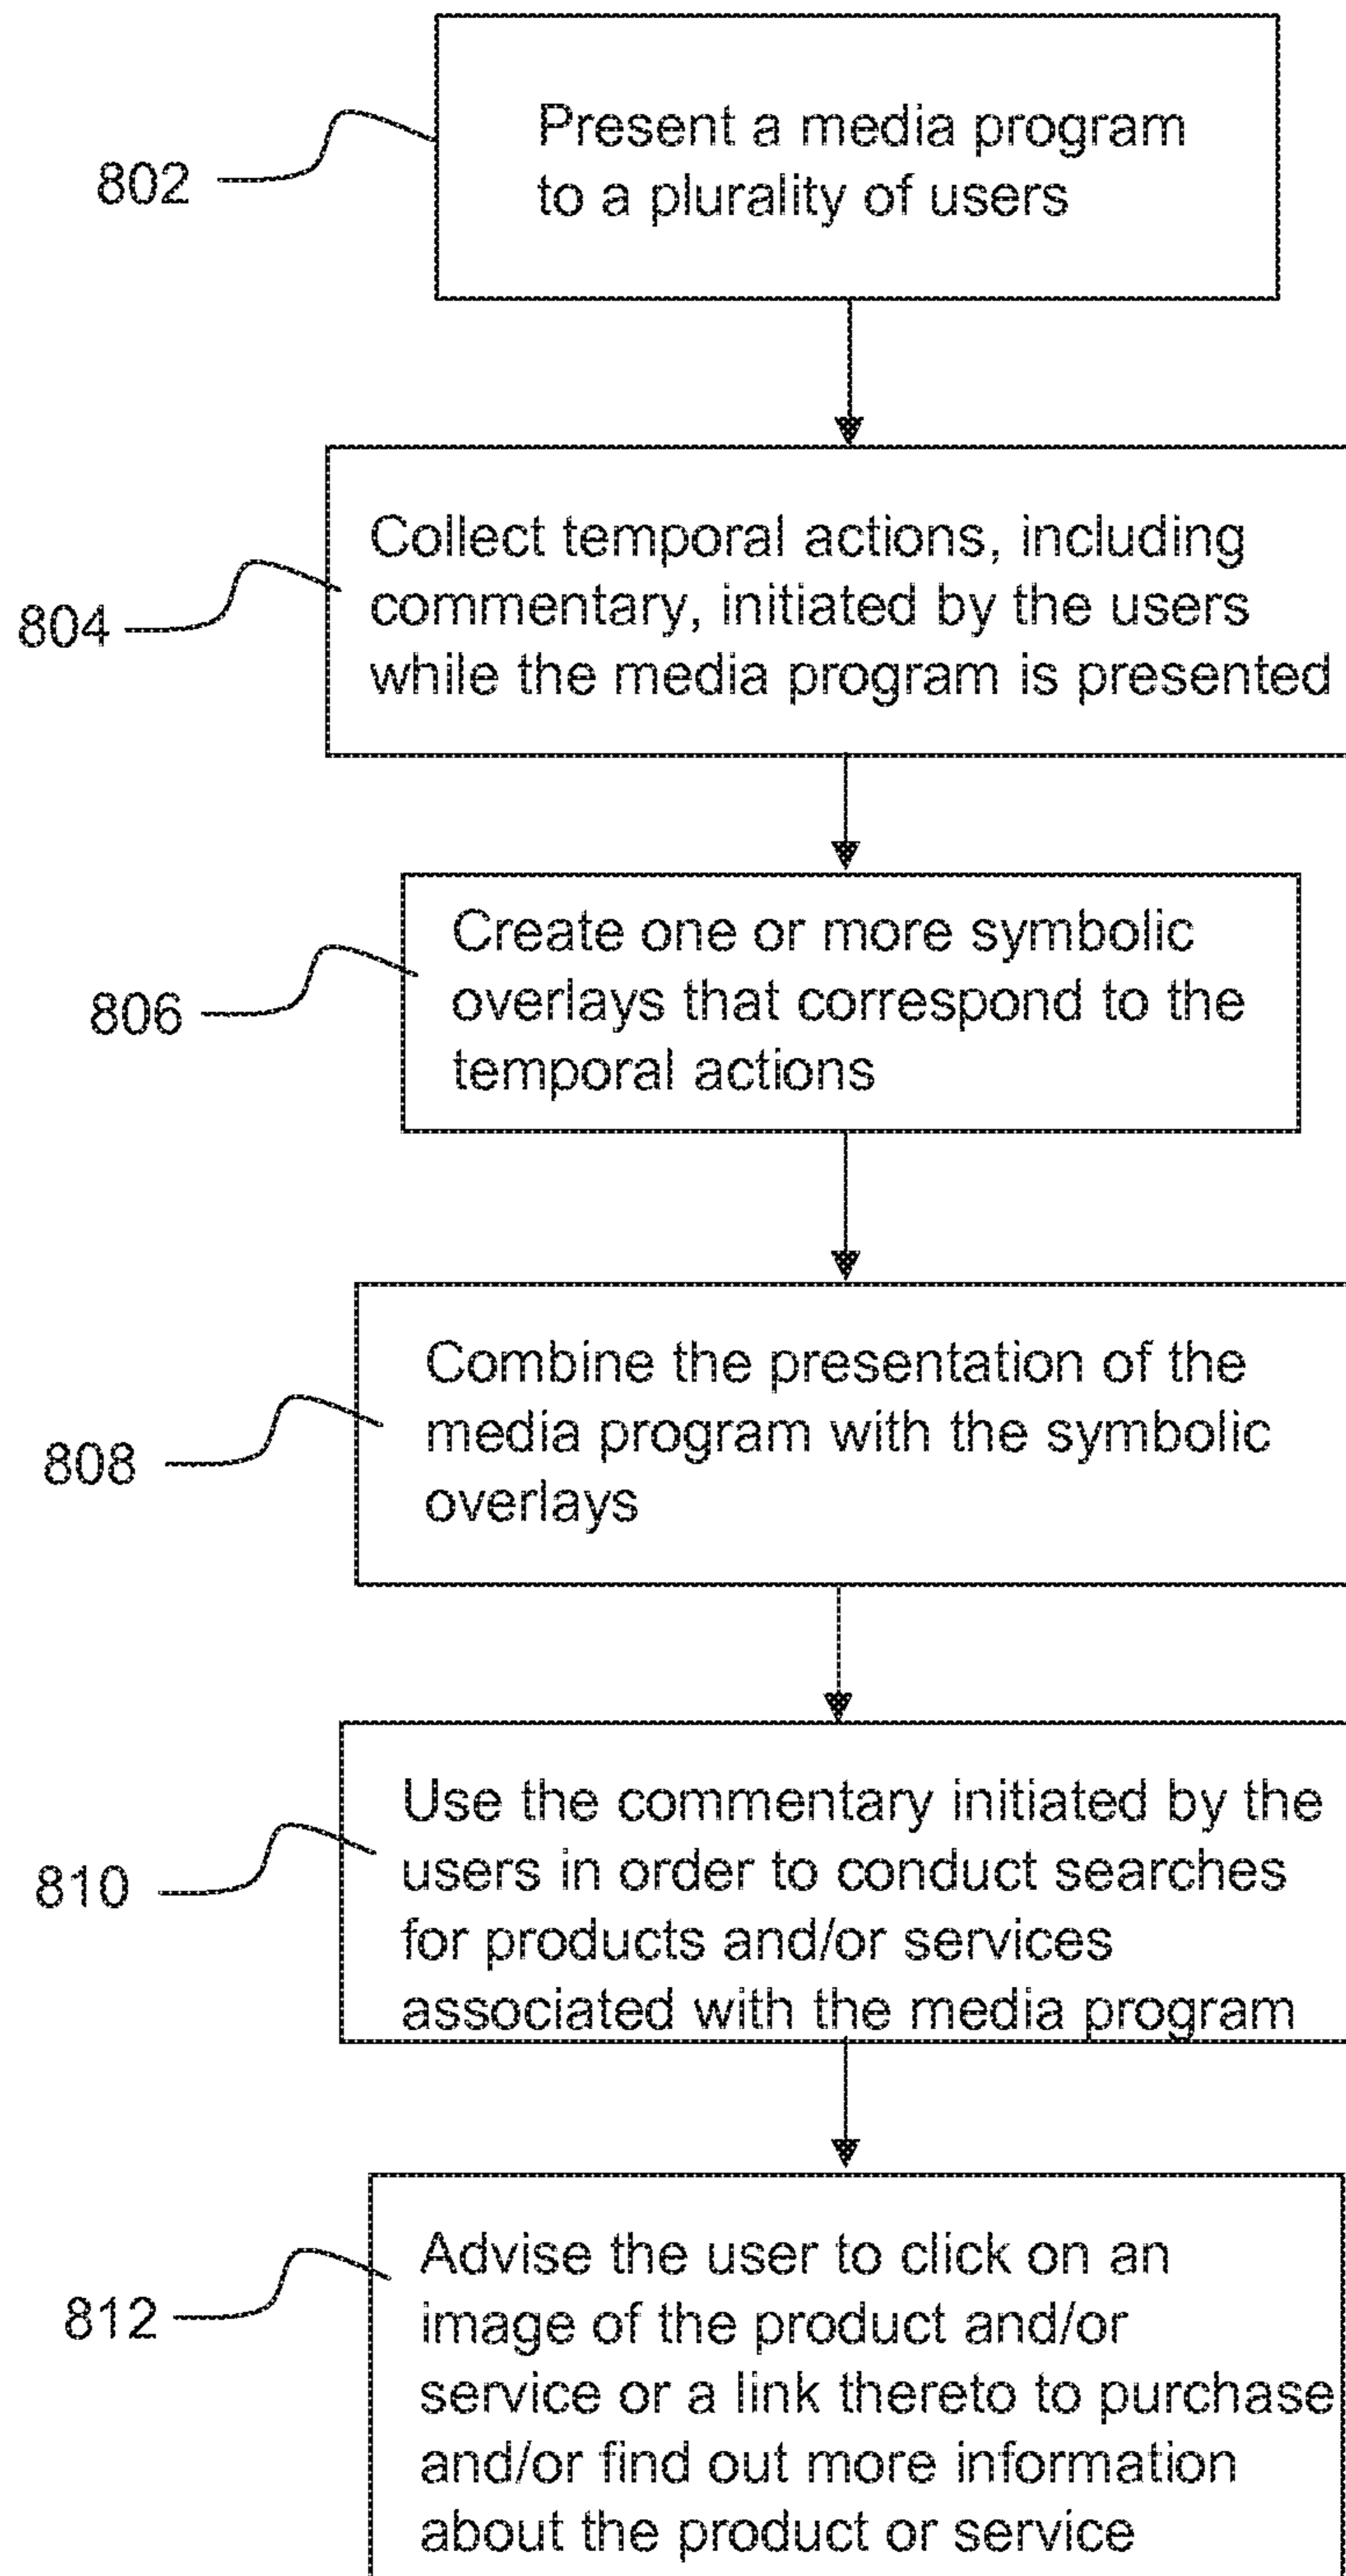 Present a media program
to a plurality of users
802
Collect temporal actions, including
commentary, initiated by the users
while the media program is presented
804
Create one or more symbolic
overlays that correspond to the
temporal actions
806
Combine the presentation of the
media program with the symbolic
overlays
808
Use the commentary initiated by the
users in order to conduct searches
for products and/or services
associated with the media program
810
Advise the user to click on an
image of the product and/or
service or a link thereto to purchase
and/or find out more information
about the product or service
812